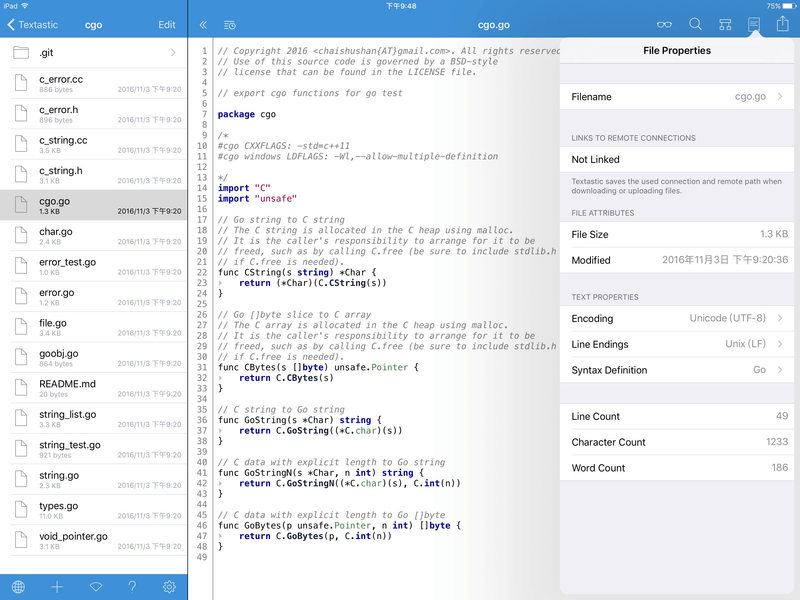 iPad
下午9:48
75%
Textastic
cgo
Edit
cgo.go
.git
c_error.cc
886 bytes
2016/11/3 下午9:20
c_error.h
896 bytes
2016/11/3 下午9:20
c_string.cc
3.5 KB
2016/11/3 下午9:20
c_string.h
3.1 KB
2016/11/3 下午9:20
cgo.go
1.3 KB
2016/11/3 下午9:20
char.go
2.4 KB
2016/11/3 下午9:20
error_test.go
1.0 KB
2016/11/3 下午9:20
error.go
1.2 KB
2016/11/3 下午9:20
file.go
3.4 KB
2016/11/3 下午9:20
goobj.go
664 bytes
2016/11/3 下午9:20
README.md
20 bytes
2016/11/3 下午9:20
string_list.go
3.3 KB
2016/11/3 下午9:20
string_test.go
921 bytes
2016/11/3 下午9:20
string.go
2.3 KB
2016/11/3 下午9:20
types.go
11.0 KB
2016/11/3 下午9:20
void_pointer.go
3.1 KB
2016/11/3 下午9:20
1 // Copyright 2016 <chaishushan{AT}gmail.com>. All rights reserved
2 // Use of this source code is governed by a BSD-style
3 // license that can be found in the LICENSE file.
4
5 // export cgo functions for go test
6
7 package cgo
8
9 /*
10 #cgo CXXFLAGS: -std=c++11
11 #cgo windows LDFLAGS: -Wl,--allow-multiple-definition
12
13 */
14 import "C"
15 import "unsafe"
16
17 // Go string to C string
18 // The C string is allocated in the C heap using malloc.
19 // It is the caller's responsibility to arrange for it to be
20 // freed, such as by calling C.free (be sure to include stdlib.h
21 // if C.free is needed).
22 func CString(s string) *Char {
23 return (*Char)(C.CString(s))
24 }
25
26 // Go []byte slice to C array
27 // The C array is allocated in the C heap using malloc.
28 // It is the caller's responsibility to arrange for it to be
29 // freed, such as by calling C.free (be sure to include stdlib.h
30 // if C.free is needed).
31 func CBytes(s []byte) unsafe.Pointer {
32 return C.CBytes(s)
33 }
34
35 // C string to Go string
36 func GoString(s *Char) string {
37 return C.GoString((*C.char)(s))
38 }
39
40 // C data with explicit length to Go string
41 func GoStringN(s *Char, n int) string {
42 return C.GoStringN((*C.char)(s), C.int(n))
43 }
44
45 // C data with explicit length to Go []byte
46 func GoBytes(p unsafe.Pointer, n int) []byte {
47 return C.GoBytes(p, C.int(n))
48 }
49
File Properties
Filename
cgo.go
LINKS TO REMOTE CONNECTIONS
Not Linked
Textastic saves the used connection and remote path when
downloading or uploading files.
FILE ATTRIBUTES
File Size
1.3 KB
Modified
2016年11月3日 下午9:20:36
TEXT PROPERTIES
Encoding
Unicode (UTF-8)
Line Endings
Unix (LF)
Syntax Definition
Go
Line Count
49
Character Count
1233
Word Count
186